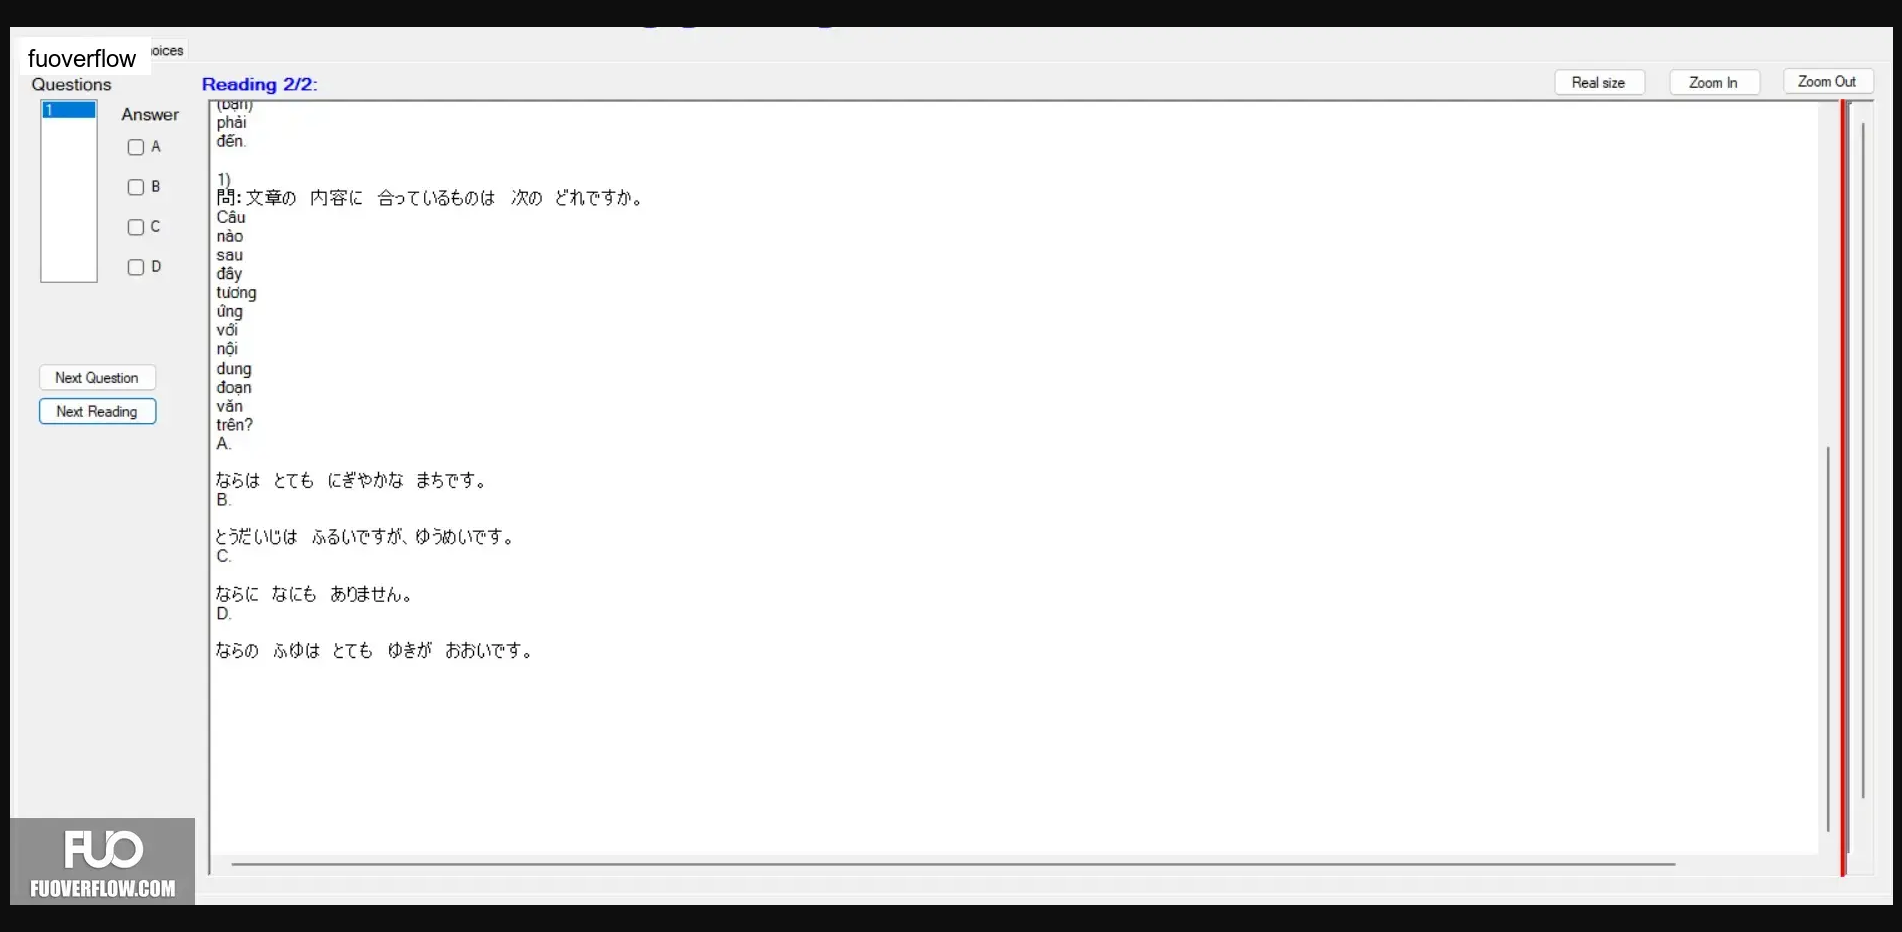 fuoverflow
oices
Questions
Reading 2/2:
Real size
Zoom In
Zoom Out
1
Answer
A
B
C
D
Next Question
Next Reading
(bạn)
phải
đến.
1)
問:文章の 内容に 合っているものは 次の どれですか。
Câu
nào
sau
đây
tương
ứng
với
nội
dung
đoạn
văn
trên?
A.
ならは とても にぎやかな まちです。
B.
とうだいじは ふるいですが、ゆうめいです。
C.
ならに なにも ありません。
D.
ならの ふゆは とても ゆきが おおいです。
FUO
FUOVERFLOW.COM